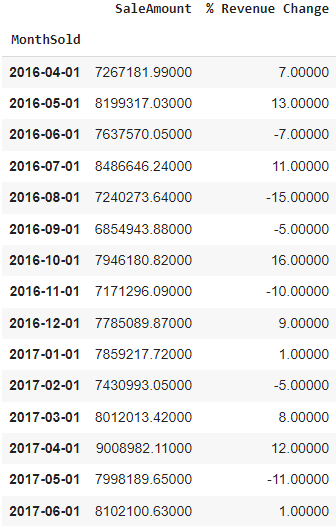 SaleAmount % Revenue Change
MonthSold
2016-04-01 7267181.99000 7.00000
2016-05-01 8199317.03000 13.00000
2016-06-01 7637570.05000 -7.00000
2016-07-01 8486646.24000 11.00000
2016-08-01 7240273.64000 -15.00000
2016-09-01 6854943.88000 -5.00000
2016-10-01 7946180.82000 16.00000
2016-11-01 7171296.09000 -10.00000
2016-12-01 7785089.87000 9.00000
2017-01-01 7859217.72000 1.00000
2017-02-01 7430993.05000 -5.00000
2017-03-01 8012013.42000 8.00000
2017-04-01 9008982.11000 12.00000
2017-05-01 7998189.65000 -11.00000
2017-06-01 8102100.63000 1.00000